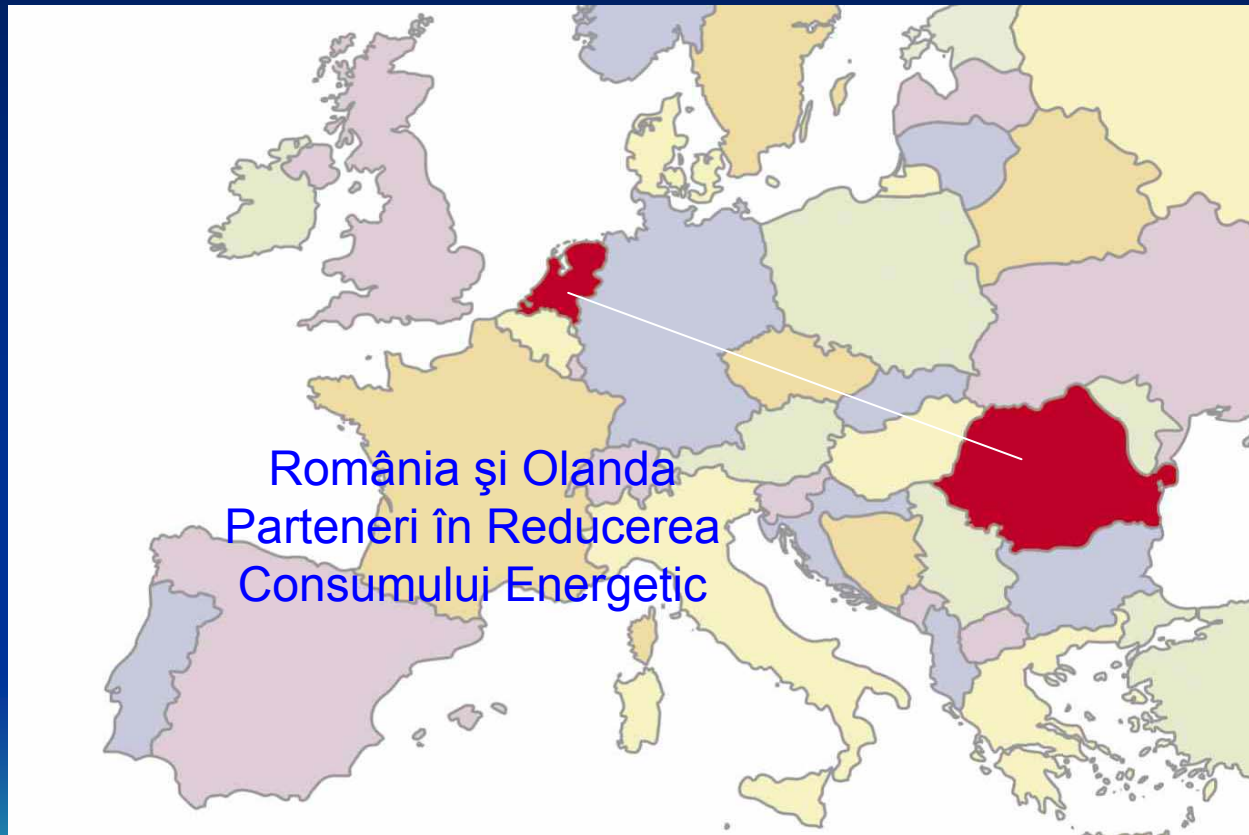 România şi Olanda
Parteneri în Reducerea
Consumului Energetic